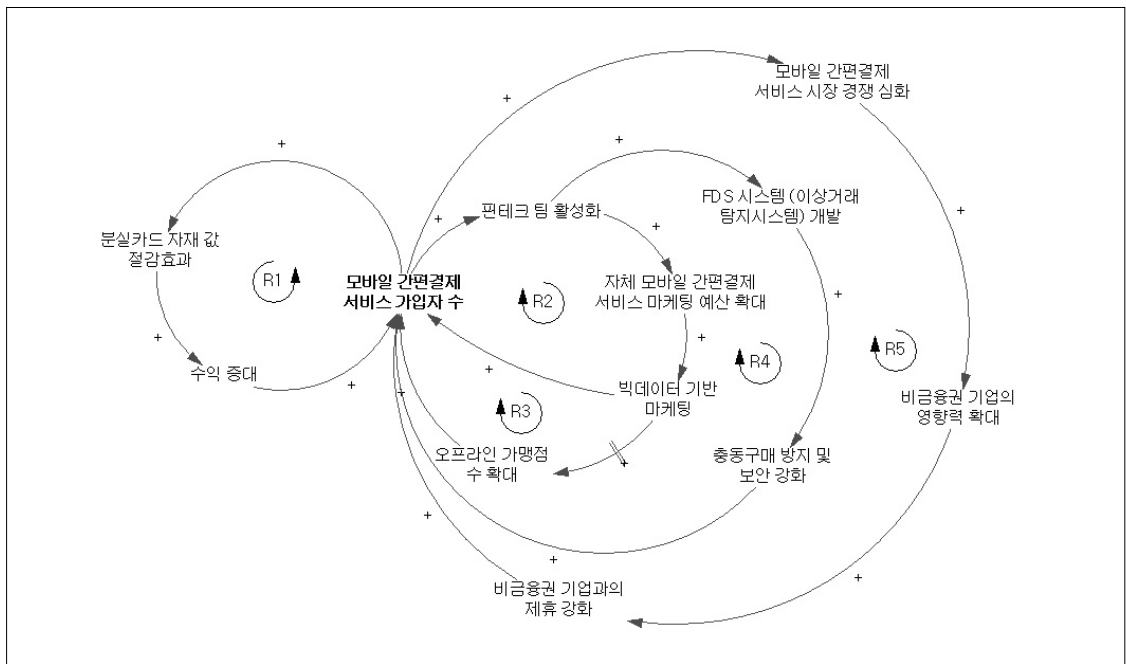 모바일 간편결제
서비스 시장 경쟁 심화
+
+
+
핀테크 팀 활성화
FDS 시스템 (이상거래
탐지시스템) 개발
+
+
+
분실카드 자재 값
절감효과
R1
모바일 간편결제
서비스 가입자 수
R2
자체 모바일 간편결제
서비스 마케팅 예산 확대
+
+
+
수익 증대
+
+
+
R3
빅데이터 기반
마케팅
R4
R5
비금융권 기업의
영향력 확대
오프라인 가맹점
수 확대
+
충동구매 방지 및
보안 강화
+
+
비금융권 기업과의
제휴 강화
+